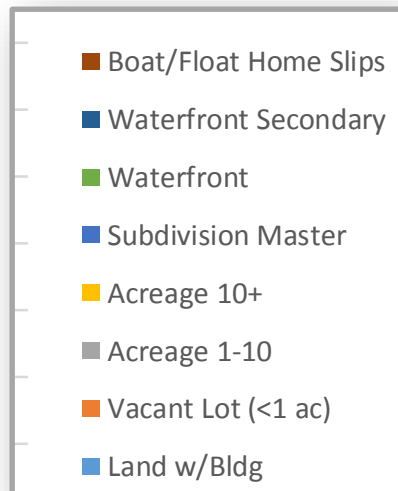 Boat/Float Home Slips
Waterfront Secondary
Waterfront
Subdivision Master
Acreage 10+
Acreage 1-10
Vacant Lot (<1 ac)
Land w/Bldg